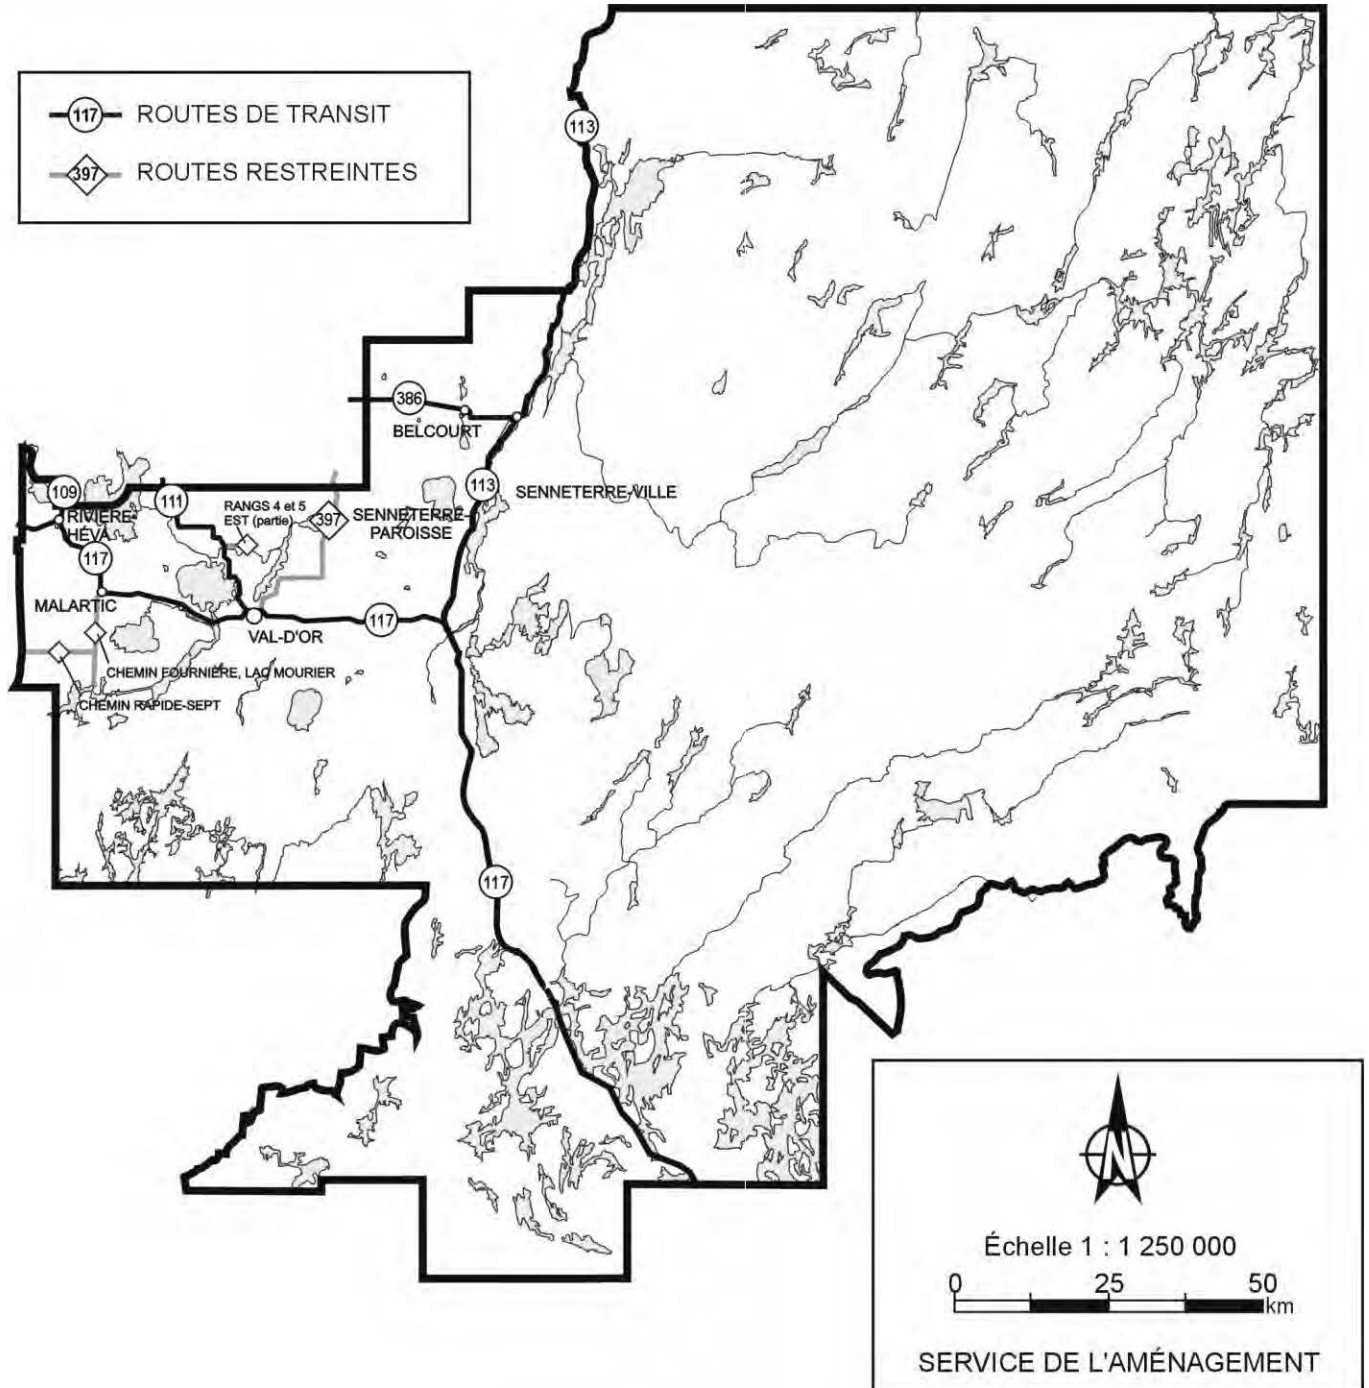 117 ROUTES DE TRANSIT
397 ROUTES RESTREINTES
113
386
BELCOURT
109
111
RANGS 4 et 5
EST (partie)
397
113
SENNETERRE-VILLE
SENNETERRE-
PAROISSE
RIVIÈRE-
HÉVA
117
MALARTIC
VAL-D'OR
117
CHEMIN FOURNIÈRE, LAC MOURIER
CHEMIN RAPIDE-SEPT
117
N
Échelle 1 : 1 250 000
0 25 50
km
SERVICE DE L'AMÉNAGEMENT